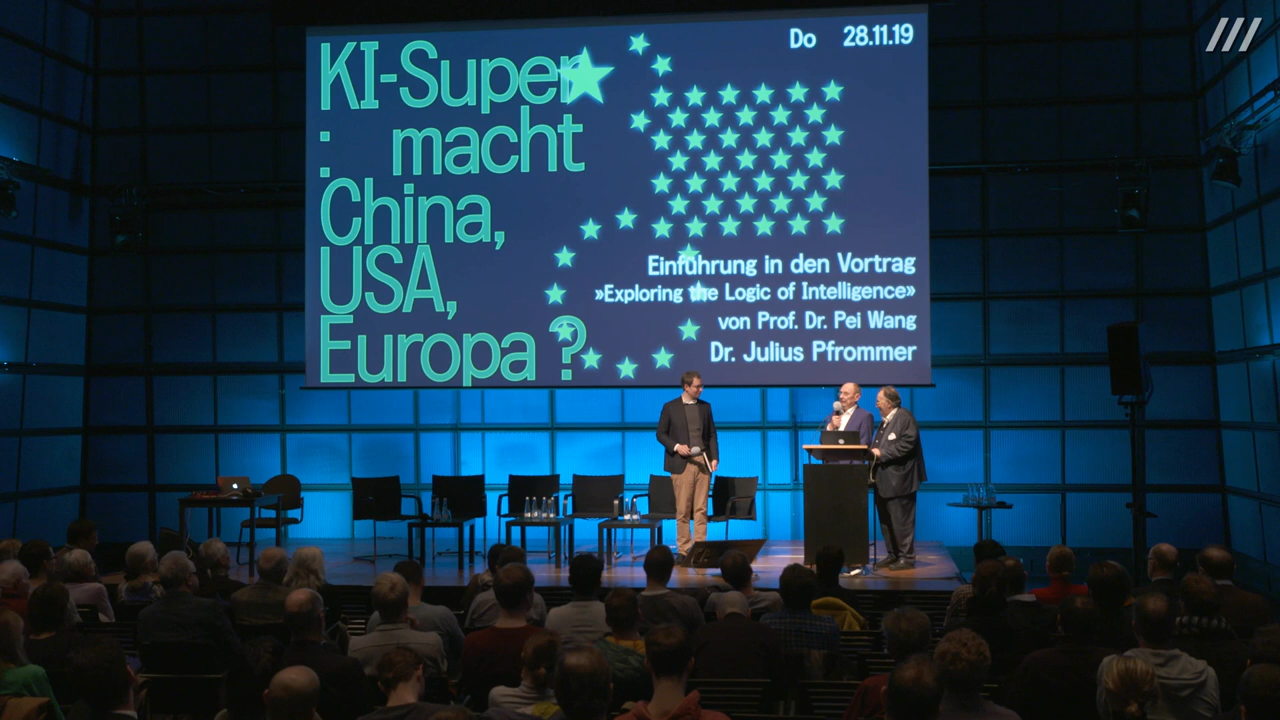 KI-Super
: macht
China,
USA,
Europa ?
Do 28.11.19
Einführung in den Vortrag
»Exploring the Logic of Intelligence»
von Prof. Dr. Pei Wang
Dr. Julius Pfrommer